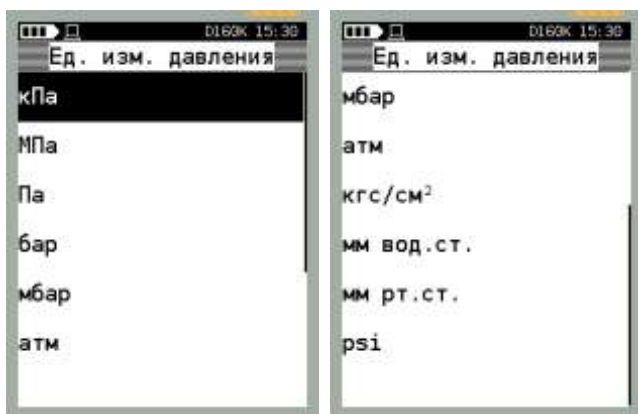 D160K 15:30
Ед. изм. давления
кПа
МПа
Па
бар
мбар
атм
D160K 15:30
Ед. изм. давления
мбар
атм
кгс/см²
мм вод.ст.
мм рт.ст.
psi